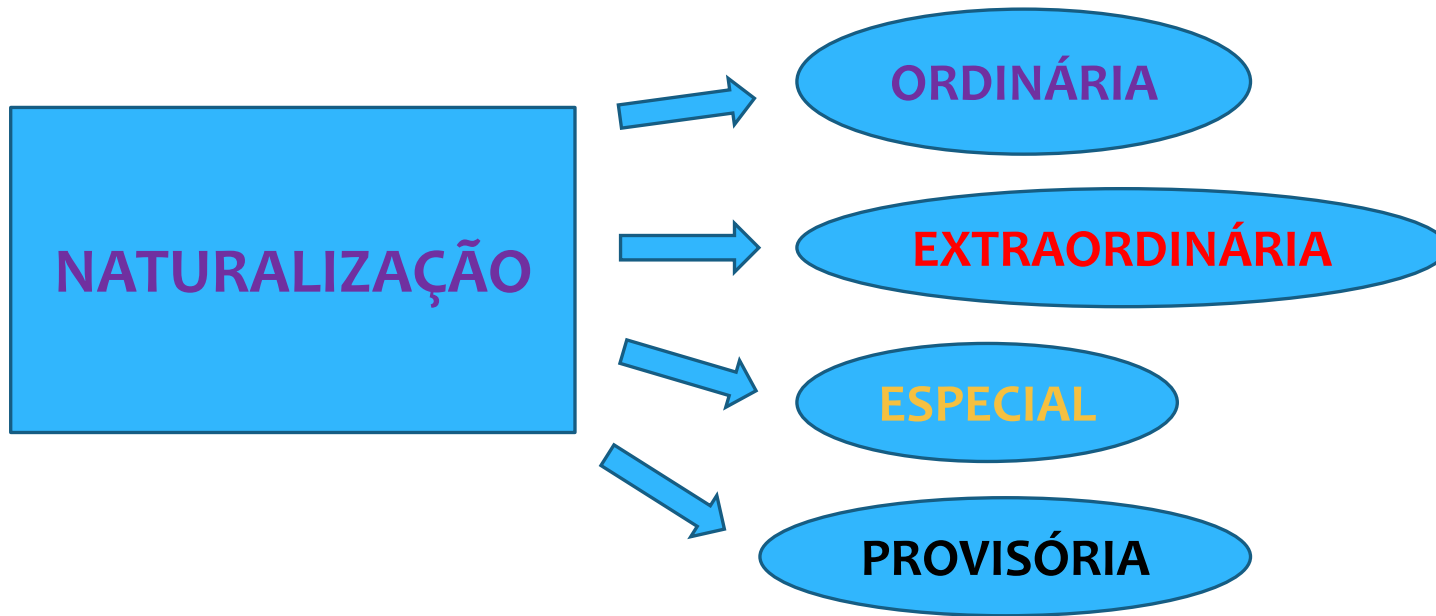 NATURALIZAÇÃO
ORDINÁRIA
EXTRAORDINÁRIA
ESPECIAL
PROVISÓRIA